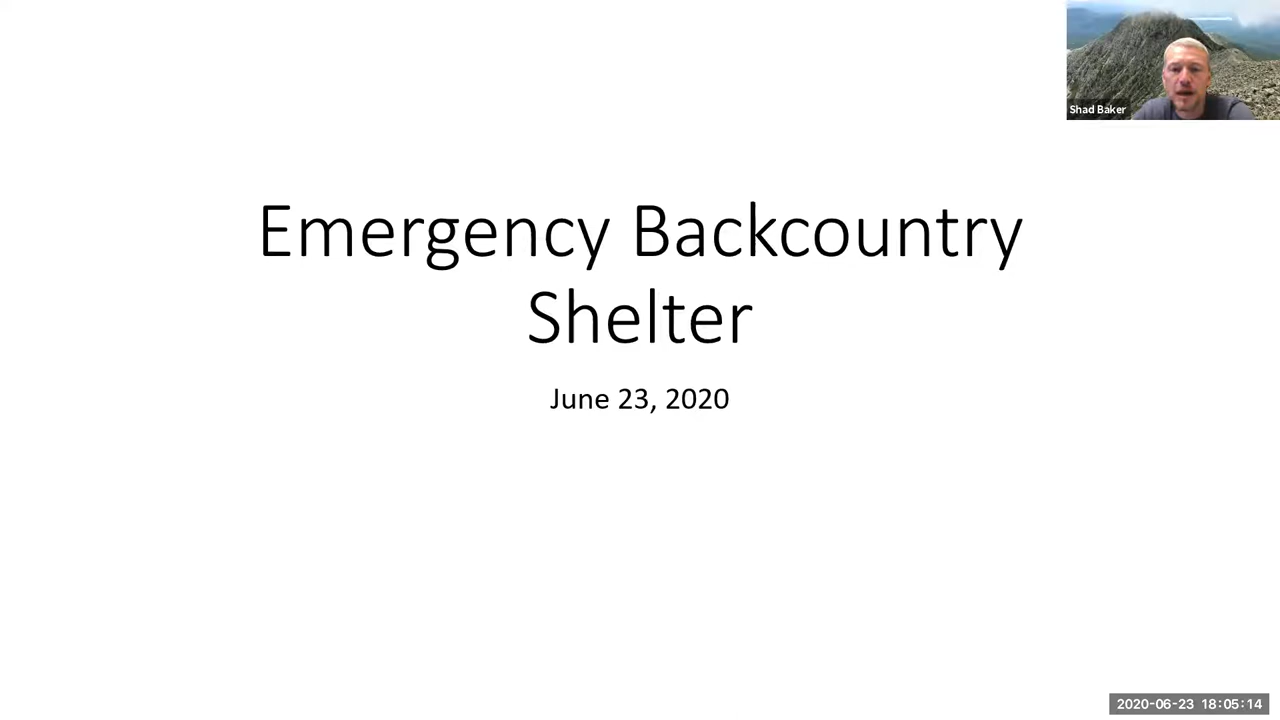 Shad Baker
Emergency Backcountry
Shelter
June 23, 2020
2020-06-23 18:05:14